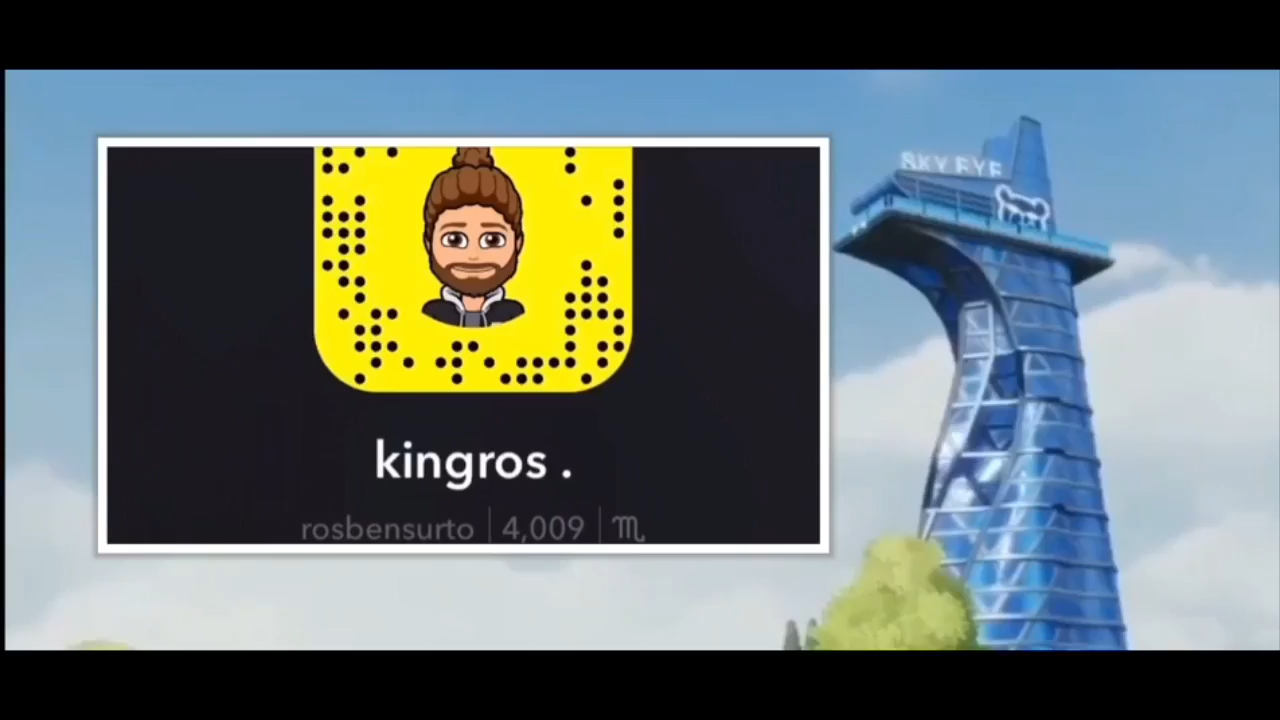 SKY EYE
kingros .
rosbensurto | 4,009 | ♏